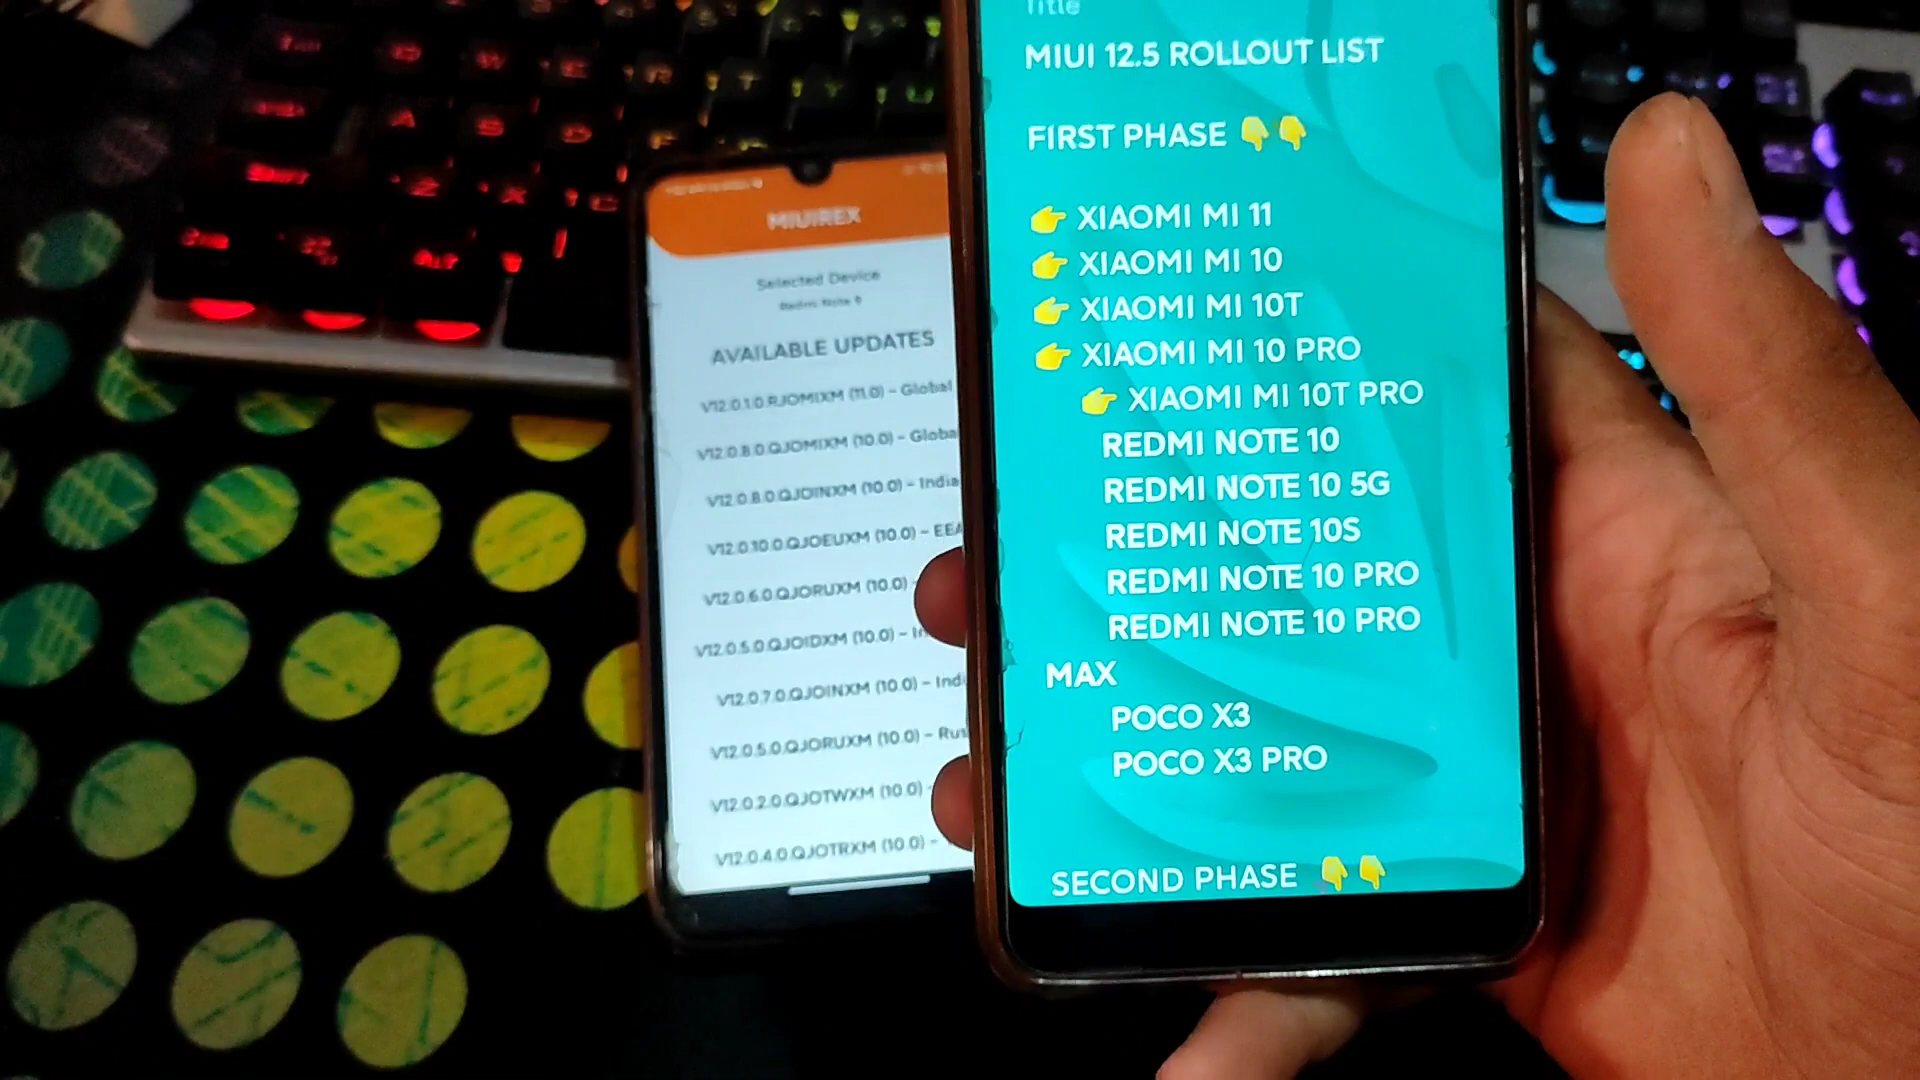 Title
MIUI 12.5 ROLLOUT LIST
FIRST PHASE 👇👇
👉 XIAOMI MI 11
👉 XIAOMI MI 10
👉 XIAOMI MI 10T
👉 XIAOMI MI 10 PRO
👉 XIAOMI MI 10T PRO
REDMI NOTE 10
REDMI NOTE 10 5G
REDMI NOTE 10S
REDMI NOTE 10 PRO
REDMI NOTE 10 PRO
MAX
POCO X3
POCO X3 PRO
SECOND PHASE 👇👇
MIUIREX
Selected Device
Redmi Note 9
AVAILABLE UPDATES
V12.0.1.0.RJOMIXM (11.0) – Global
V12.0.8.0.QJOMIXM (10.0) – Global
V12.0.8.0.QJOINXM (10.0) – India
V12.0.10.0.QJOEUXM (10.0) – EEA
V12.0.6.0.QJORUXM (10.0) –
V12.0.5.0.QJOIDXM (10.0) –
V12.0.7.0.QJOINXM (10.0) – Indi
V12.0.5.0.QJORUXM (10.0) – Rus
V12.0.2.0.QJOTWXM (10.0) –
V12.0.4.0.QJOTRXM (10.0) –
Q W E R T Y
A S D
Z X C
Alt